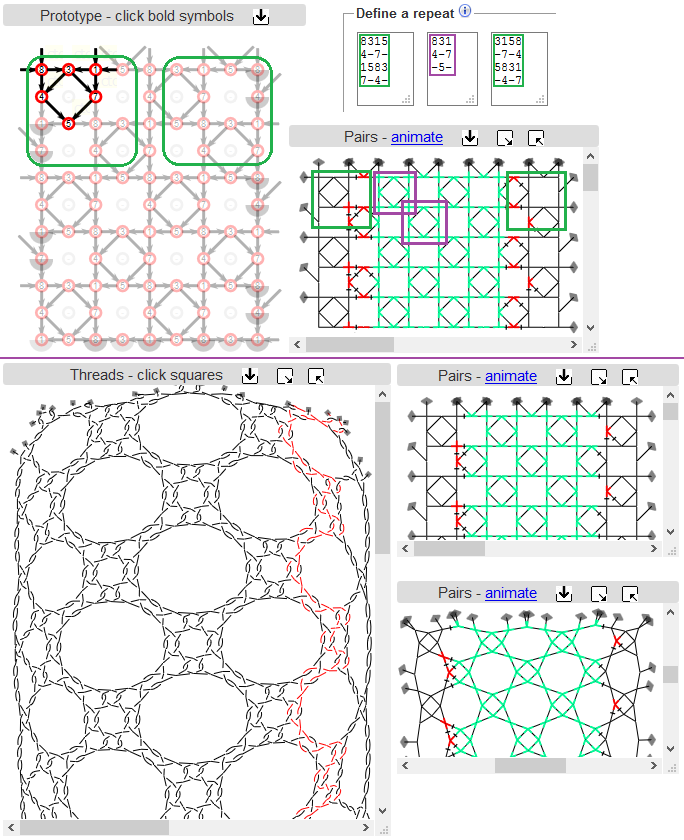 Prototype - click bold symbols
Define a repeat
8315
4-7-
1583
7-4-
831
4-7
-5-
3158
-7-4
5831
-4-7
Pairs - animate
Threads - click squares
Pairs - animate
Pairs - animate